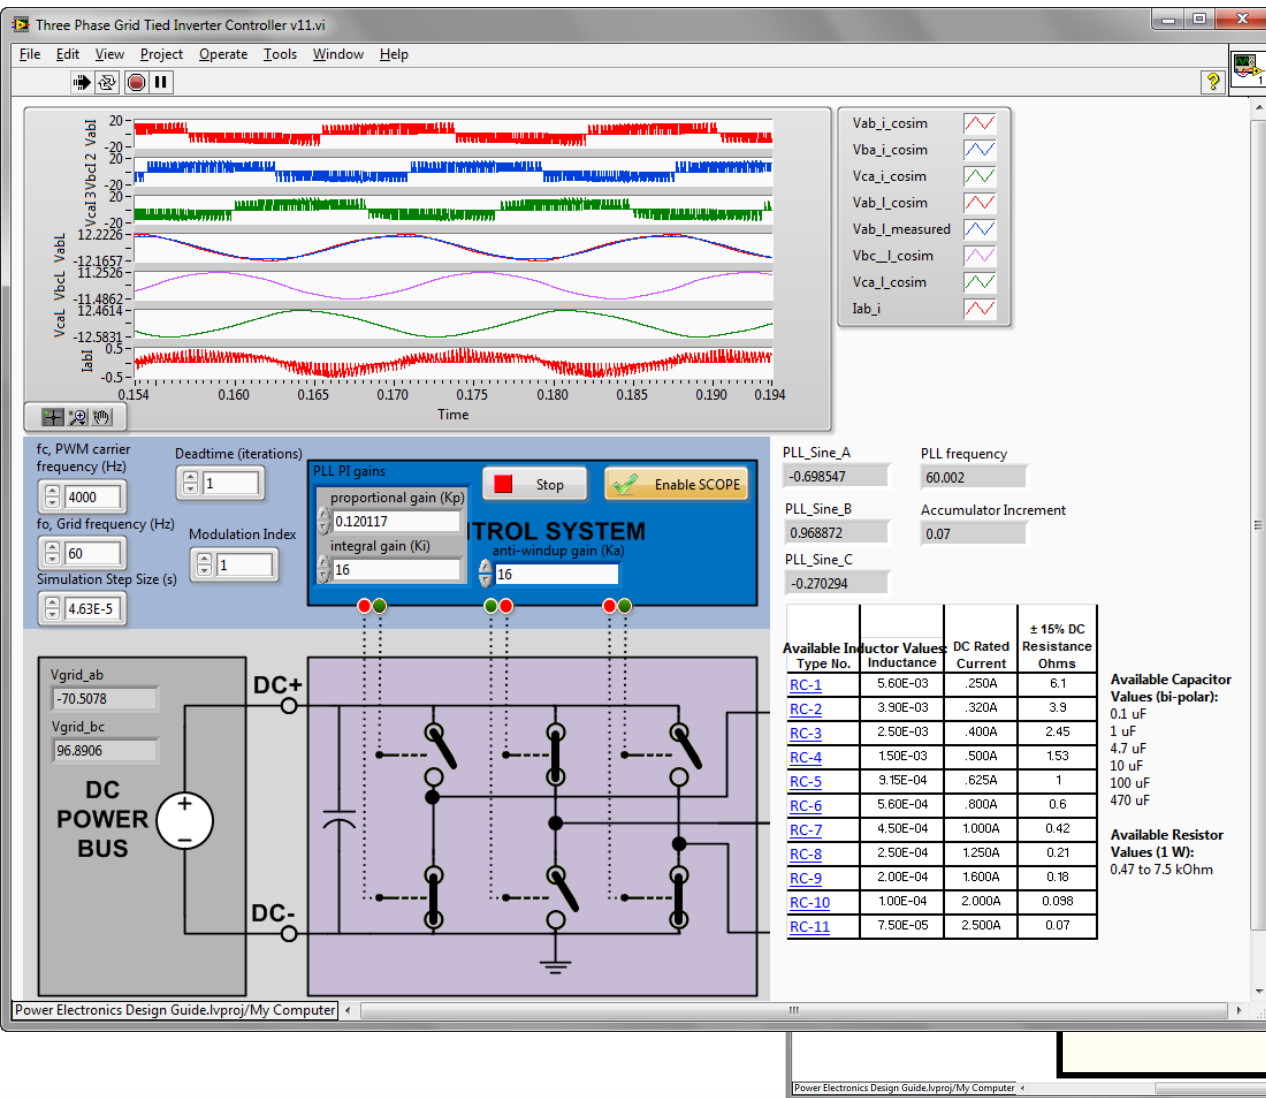 Three Phase Grid Tied Inverter Controller v11.vi
File Edit View Project Operate Tools Window Help
1
20
-20
VabI
20
-20
VbcI 2
20
-20
VcaI 3
12.2226
-12.1657
VabL
11.2526
-11.4862
VbcL
12.4614
-12.5831
VcaL
0.5
-0.5
IabI
0.154 0.160 0.165 0.170 0.175 0.180 0.185 0.190 0.194
Time
Vab_i_cosim
Vba_i_cosim
Vca_i_cosim
Vab_l_cosim
Vab_l_measured
Vbc__l_cosim
Vca_l_cosim
Iab_i
fc, PWM carrier
frequency (Hz)
4000
fo, Grid frequency (Hz)
60
Simulation Step Size (s)
4.63E-5
Deadtime (iterations)
1
Modulation Index
1
PLL PI gains
proportional gain (Kp)
0.120117
integral gain (Ki)
16
Stop
Enable SCOPE
TROL SYSTEM
anti-windup gain (Ka)
16
PLL_Sine_A
-0.698547
PLL frequency
60.002
PLL_Sine_B
0.968872
Accumulator Increment
0.07
PLL_Sine_C
-0.270294
Vgrid_ab
-70.5078
Vgrid_bc
96.8906
DC
POWER
BUS
+
−
DC+
DC-
Available Inductor Values:
Type No. Inductance DC Rated Current ± 15% DC Resistance Ohms
RC-1 5.60E-03 .250A 6.1
RC-2 3.90E-03 .320A 3.9
RC-3 2.50E-03 .400A 2.45
RC-4 1.50E-03 .500A 1.53
RC-5 9.15E-04 .625A 1
RC-6 5.60E-04 .800A 0.6
RC-7 4.50E-04 1.000A 0.42
RC-8 2.50E-04 1.250A 0.21
RC-9 2.00E-04 1.600A 0.18
RC-10 1.00E-04 2.000A 0.098
RC-11 7.50E-05 2.500A 0.07
Available Capacitor
Values (bi-polar):
0.1 uF
1 uF
4.7 uF
10 uF
100 uF
470 uF
Available Resistor
Values (1 W):
0.47 to 7.5 kOhm
Power Electronics Design Guide.lvproj/My Computer
Power Electronics Design Guide.lvproj/My Computer